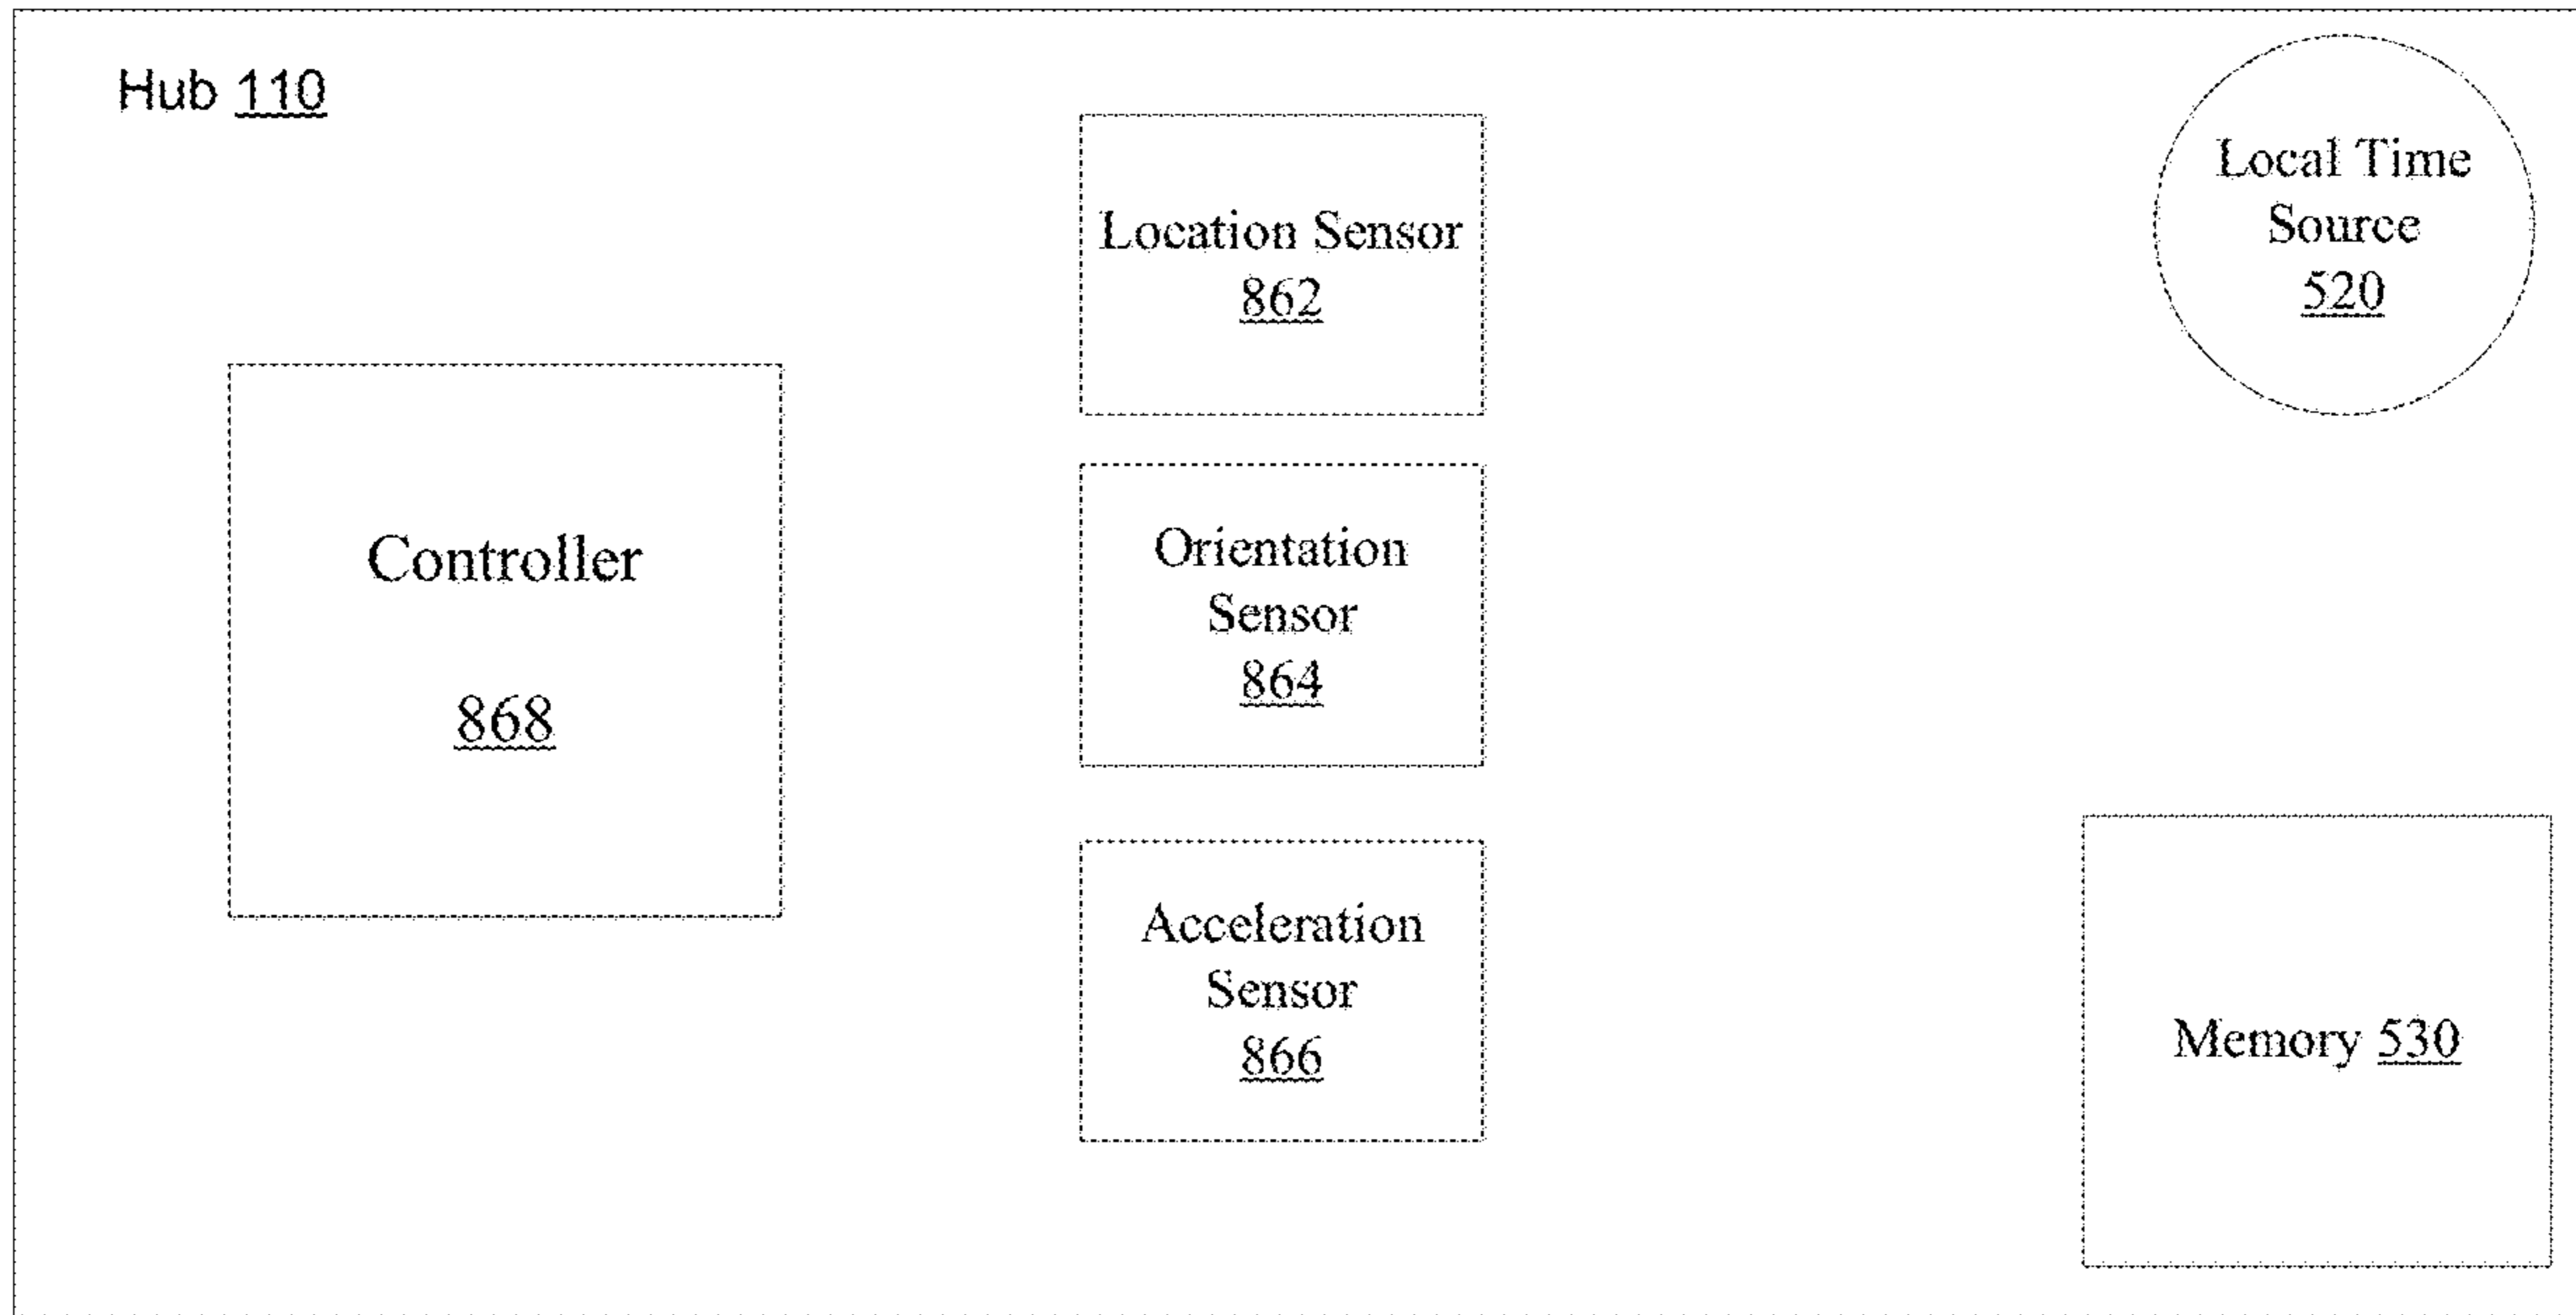 Hub 110
Location Sensor
862
Local Time
Source
520
Controller
868
Orientation
Sensor
864
Acceleration
Sensor
866
Memory 530